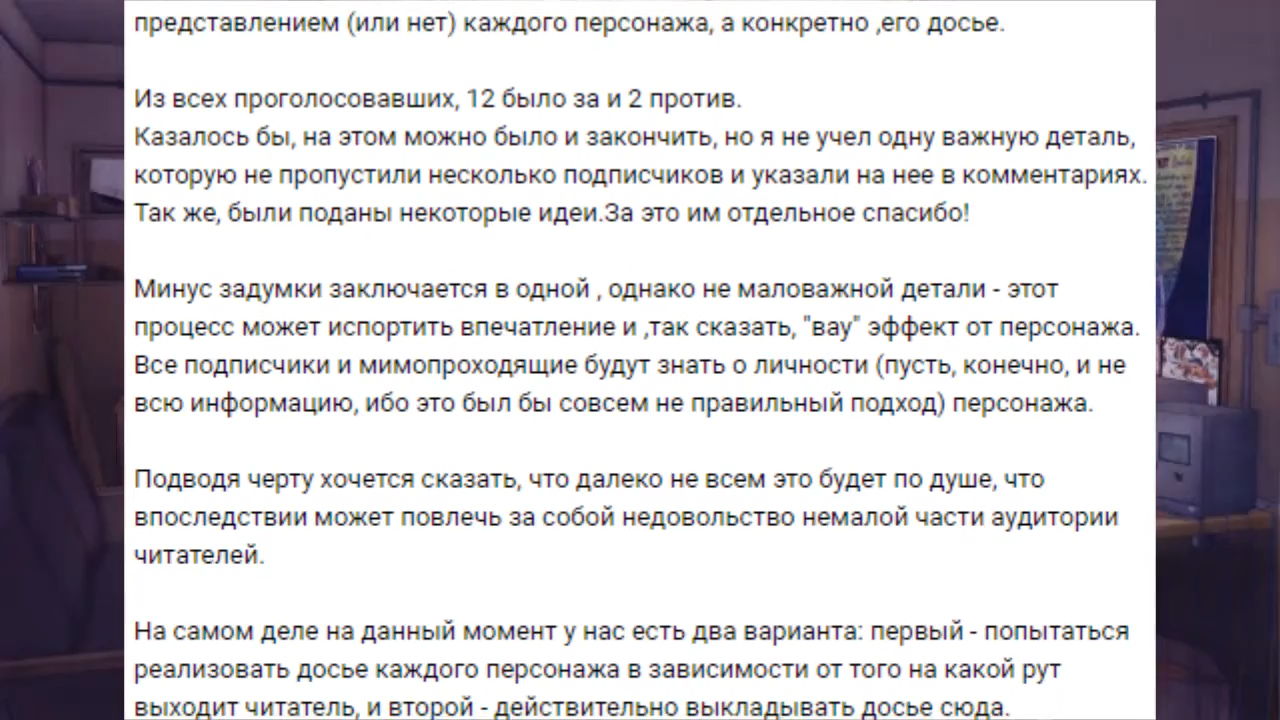 представлением (или нет) каждого персонажа, а конкретно ,его досье.
Из всех проголосовавших, 12 было за и 2 против.
Казалось бы, на этом можно было и закончить, но я не учел одну важную деталь,
которую не пропустили несколько подписчиков и указали на нее в комментариях.
Так же, были поданы некоторые идеи.За это им отдельное спасибо!
Минус задумки заключается в одной , однако не маловажной детали - этот
процесс может испортить впечатление и ,так сказать, "вау" эффект от персонажа.
Все подписчики и мимопроходящие будут знать о личности (пусть, конечно, и не
всю информацию, ибо это был бы совсем не правильный подход) персонажа.
Подводя черту хочется сказать, что далеко не всем это будет по душе, что
впоследствии может повлечь за собой недовольство немалой части аудитории
читателей.
На самом деле на данный момент у нас есть два варианта: первый - попытаться
реализовать досье каждого персонажа в зависимости от того на какой рут
выходит читатель, и второй - действительно выкладывать досье сюда.